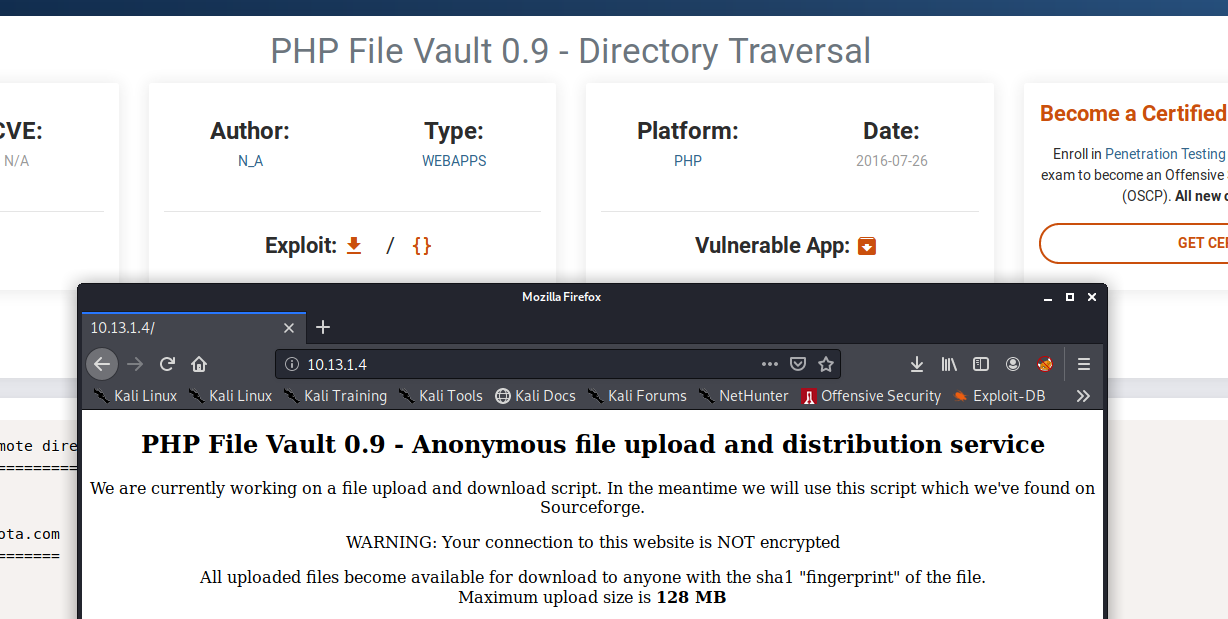 PHP File Vault 0.9 - Directory Traversal
CVE:
N/A
Author:
N_A
Type:
WEBAPPS
Exploit: / {}
Platform:
PHP
Date:
2016-07-26
Vulnerable App:
Become a Certified
Enroll in Penetration Testing
exam to become an Offensive
(OSCP). All new
GET
Mozilla Firefox
10.13.1.4/
10.13.1.4
Kali Linux Kali Linux Kali Training Kali Tools Kali Docs Kali Forums NetHunter Offensive Security Exploit-DB
mote dire
=========
ota.com
=======
PHP File Vault 0.9 - Anonymous file upload and distribution service
We are currently working on a file upload and download script. In the meantime we will use this script which we've found on
Sourceforge.
WARNING: Your connection to this website is NOT encrypted
All uploaded files become available for download to anyone with the sha1 "fingerprint" of the file.
Maximum upload size is 128 MB